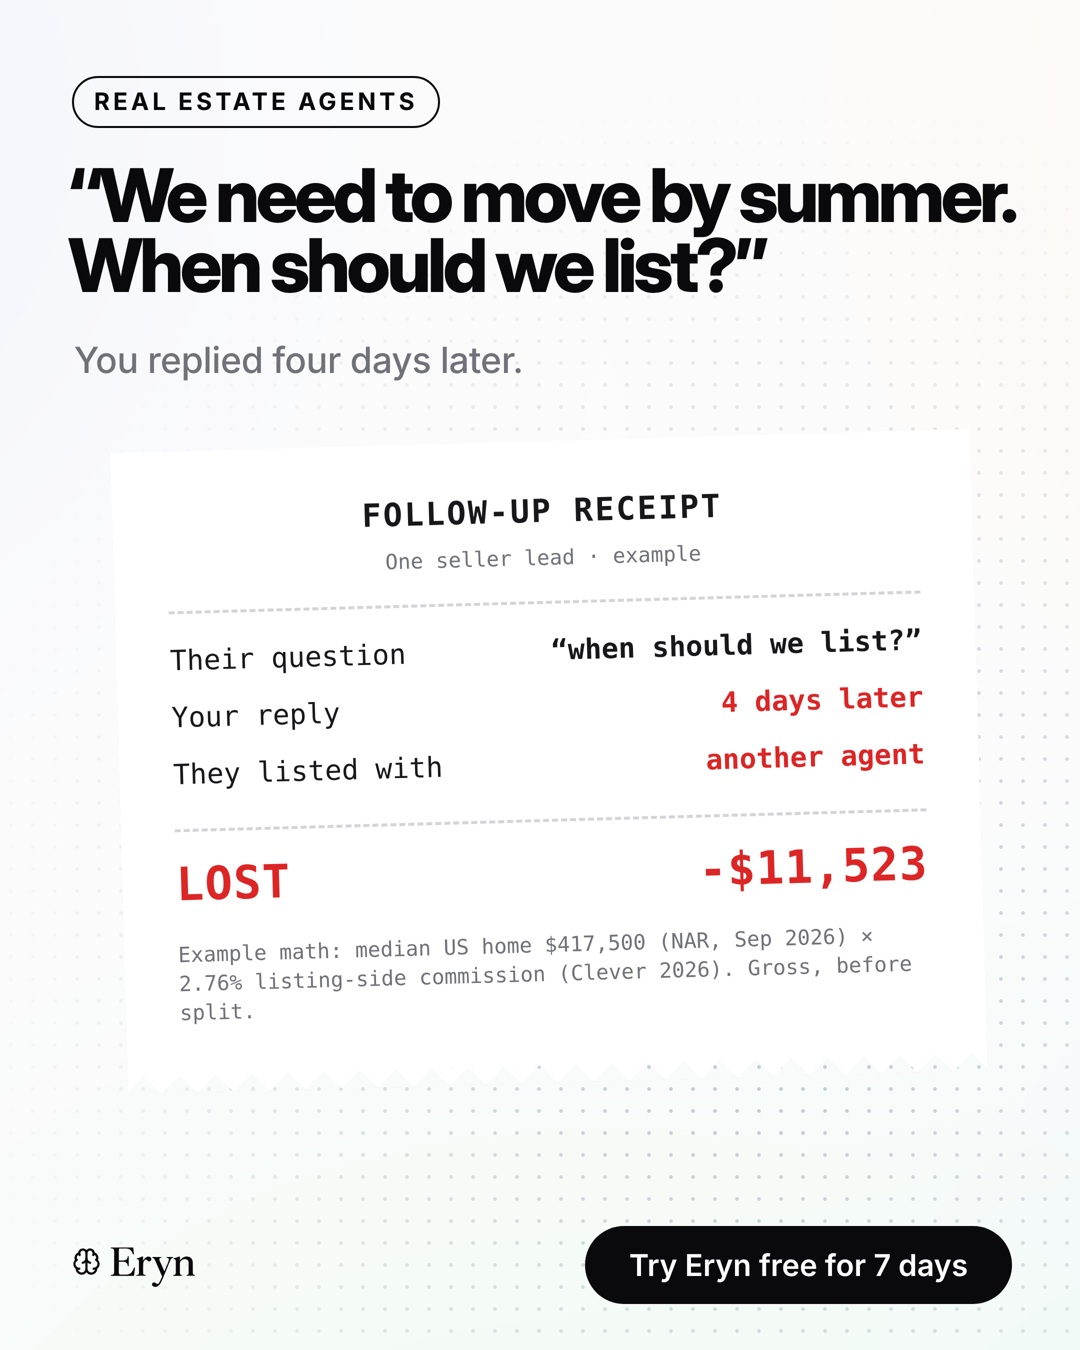 REAL ESTATE AGENTS
“We need to move by summer.
When should we list?”
You replied four days later.
FOLLOW-UP RECEIPT
One seller lead · example
Their question “when should we list?”
Your reply 4 days later
They listed with another agent
LOST -$11,523
Example math: median US home $417,500 (NAR, Sep 2026) ×
2.76% listing-side commission (Clever 2026). Gross, before
split.
Eryn
Try Eryn free for 7 days